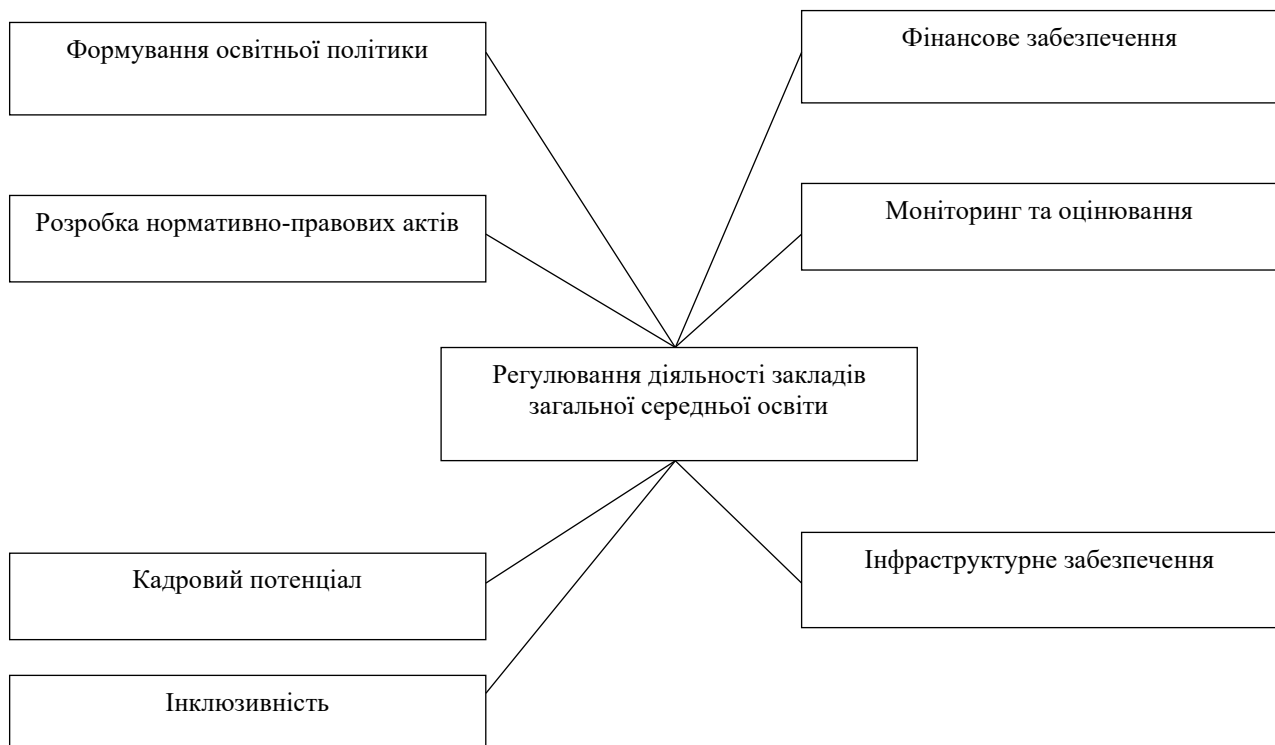 Формування освітньої політики
Фінансове забезпечення
Розробка нормативно-правових актів
Моніторинг та оцінювання
Регулювання діяльності закладів
загальної середньої освіти
Кадровий потенціал
Інфраструктурне забезпечення
Інклюзивність